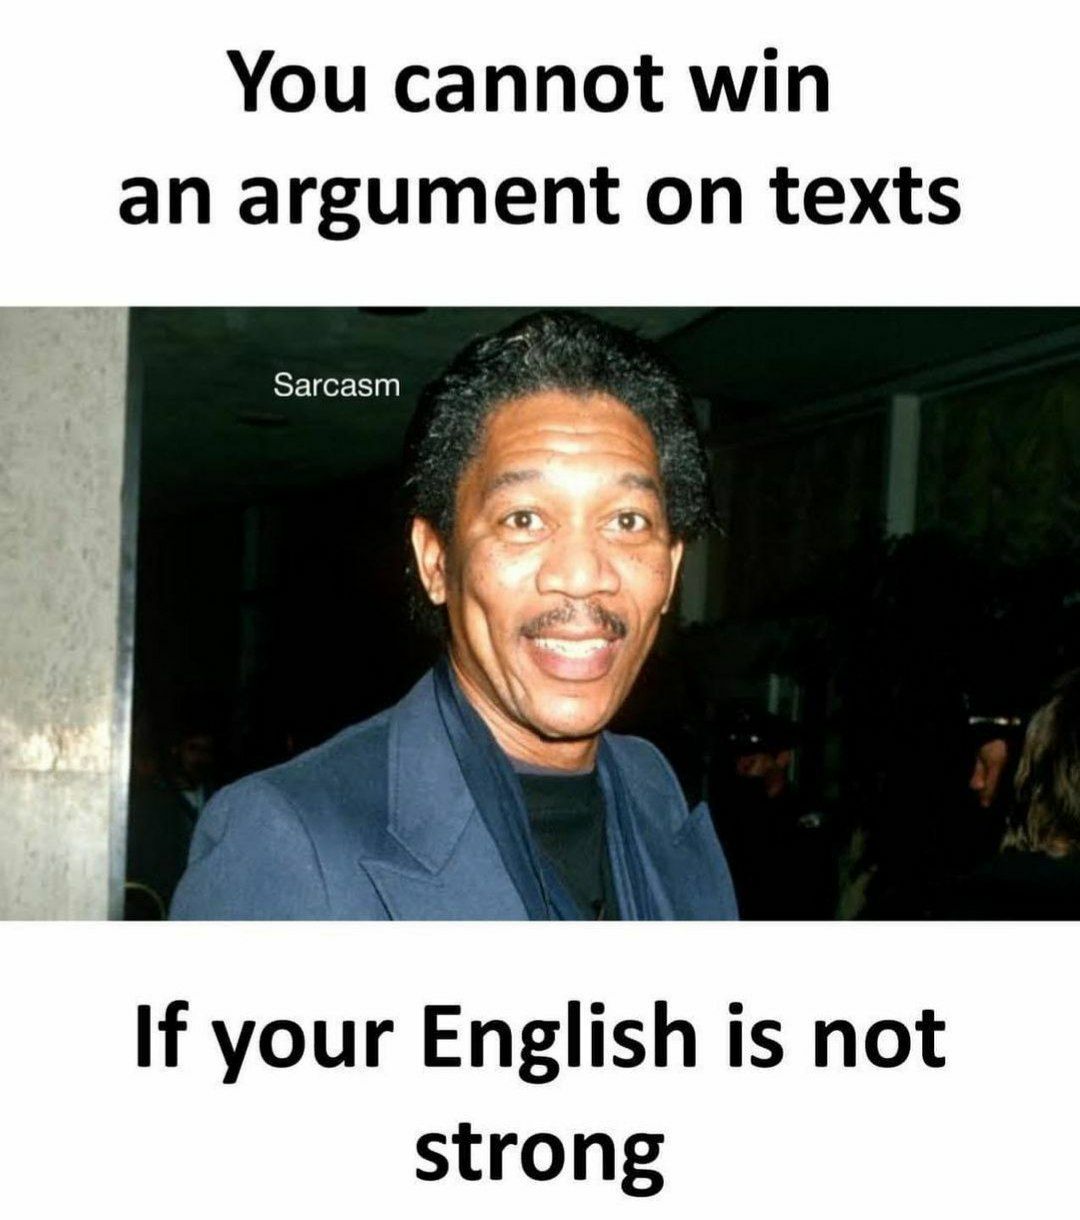 You cannot win
an argument on texts
Sarcasm
If your English is not
strong